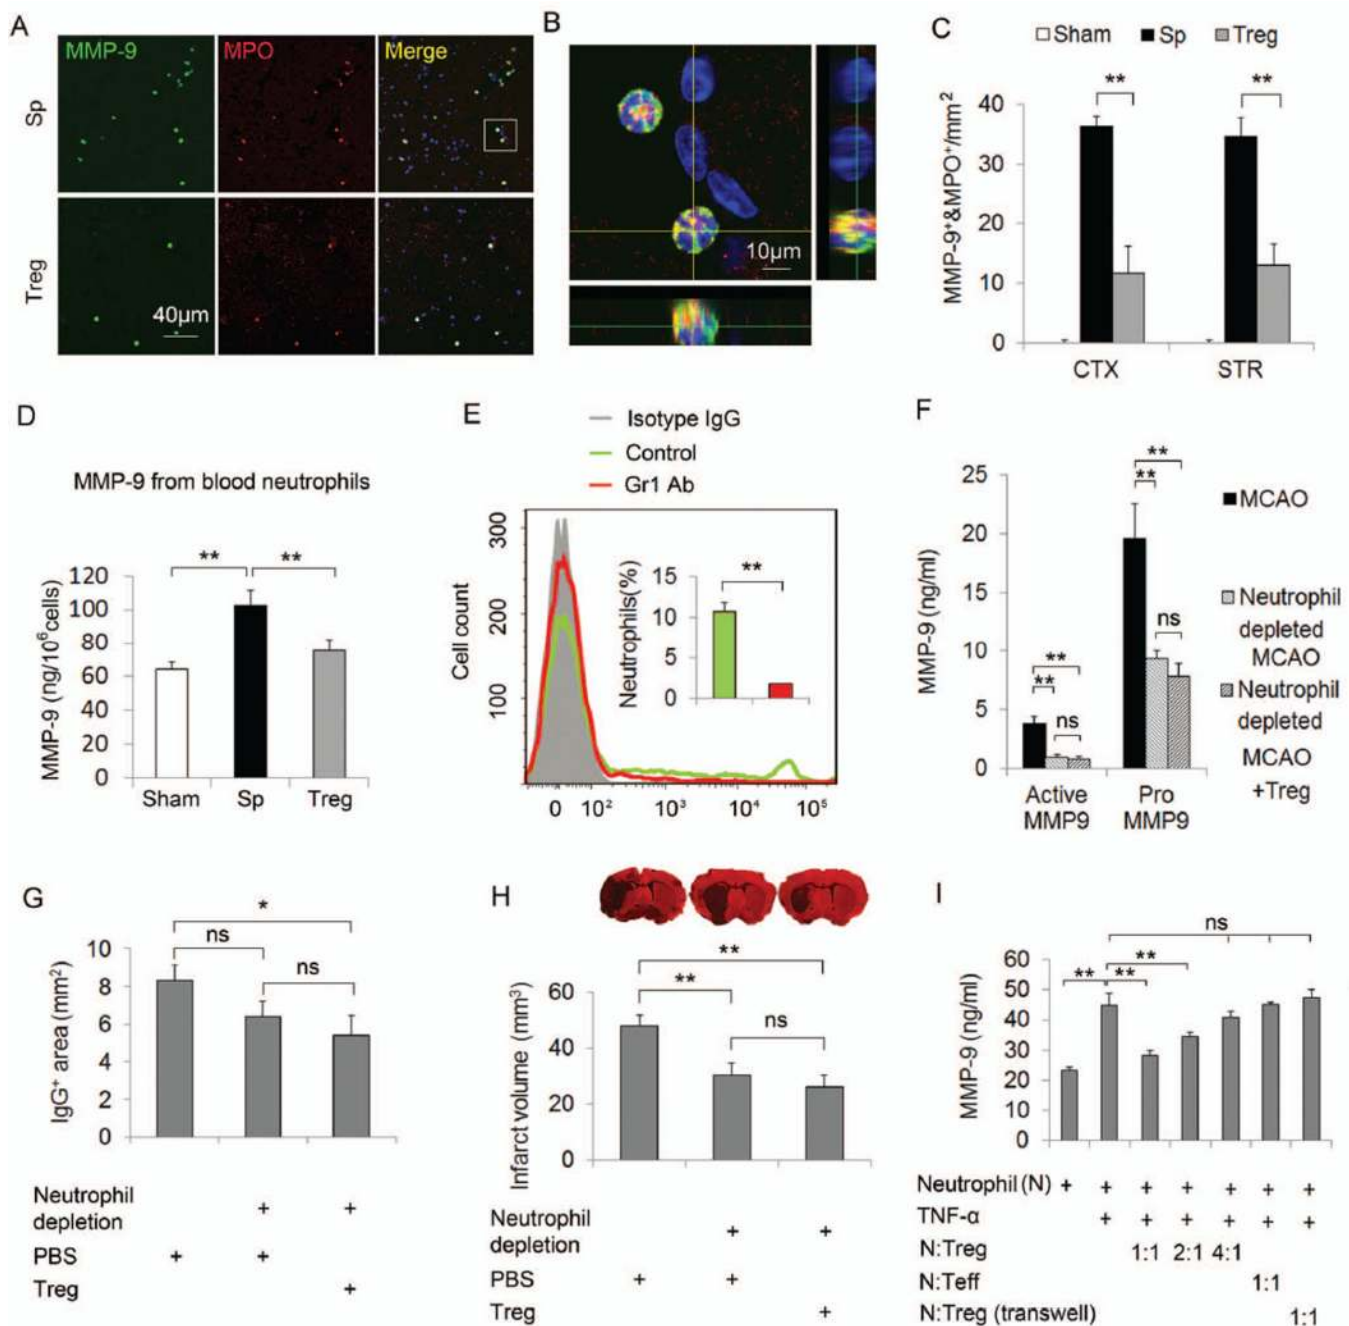 A
MMP-9
MPO
Merge
Sp
Treg
40µm
B
10µm
C
Sham
Sp
Treg
**
**
MMP-9⁺&MPO⁺/mm²
40
30
20
10
0
CTX
STR
D
MMP-9 from blood neutrophils
**
**
MMP-9 (ng/10⁶cells)
120
100
80
60
40
20
0
Sham
Sp
Treg
E
Isotype IgG
Control
Gr1 Ab
Cell count
300
200
100
0
10²
10³
10⁴
10⁵
Neutrophils(%)
15
10
5
0
**
F
MMP-9 (ng/ml)
25
20
15
10
5
0
**
**
ns
**
**
ns
Active
MMP9
Pro
MMP9
MCAO
Neutrophil
depleted
MCAO
Neutrophil
depleted
MCAO
+Treg
G
*
ns
ns
IgG⁺ area (mm²)
10
8
6
4
2
0
Neutrophil
depletion
+ +
PBS + +
Treg +
H
**
**
ns
Infarct volume (mm³)
60
40
20
0
Neutrophil
depletion
+ +
PBS + +
Treg +
I
ns
** ** **
MMP-9 (ng/ml)
60
50
40
30
20
10
0
Neutrophil (N) + + + + + + +
TNF-α + + + + + +
N:Treg 1:1 2:1 4:1
N:Teff 1:1
N:Treg (transwell) 1:1